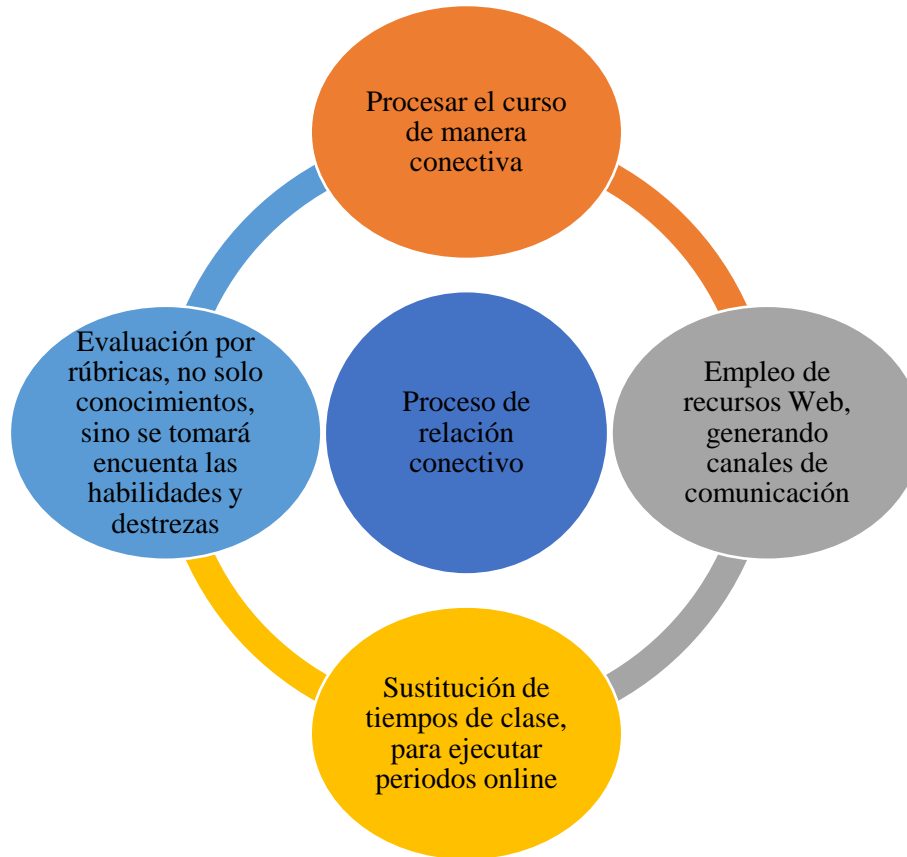 Procesar el curso
de manera
conectiva
Evaluación por
rúbricas, no solo
conocimientos,
sino se tomará
encuenta las
habilidades y
destrezas
Proceso de
relación
conectivo
Empleo de
recursos Web,
generando
canales de
comunicación
Sustitución de
tiempos de clase,
para ejecutar
periodos online